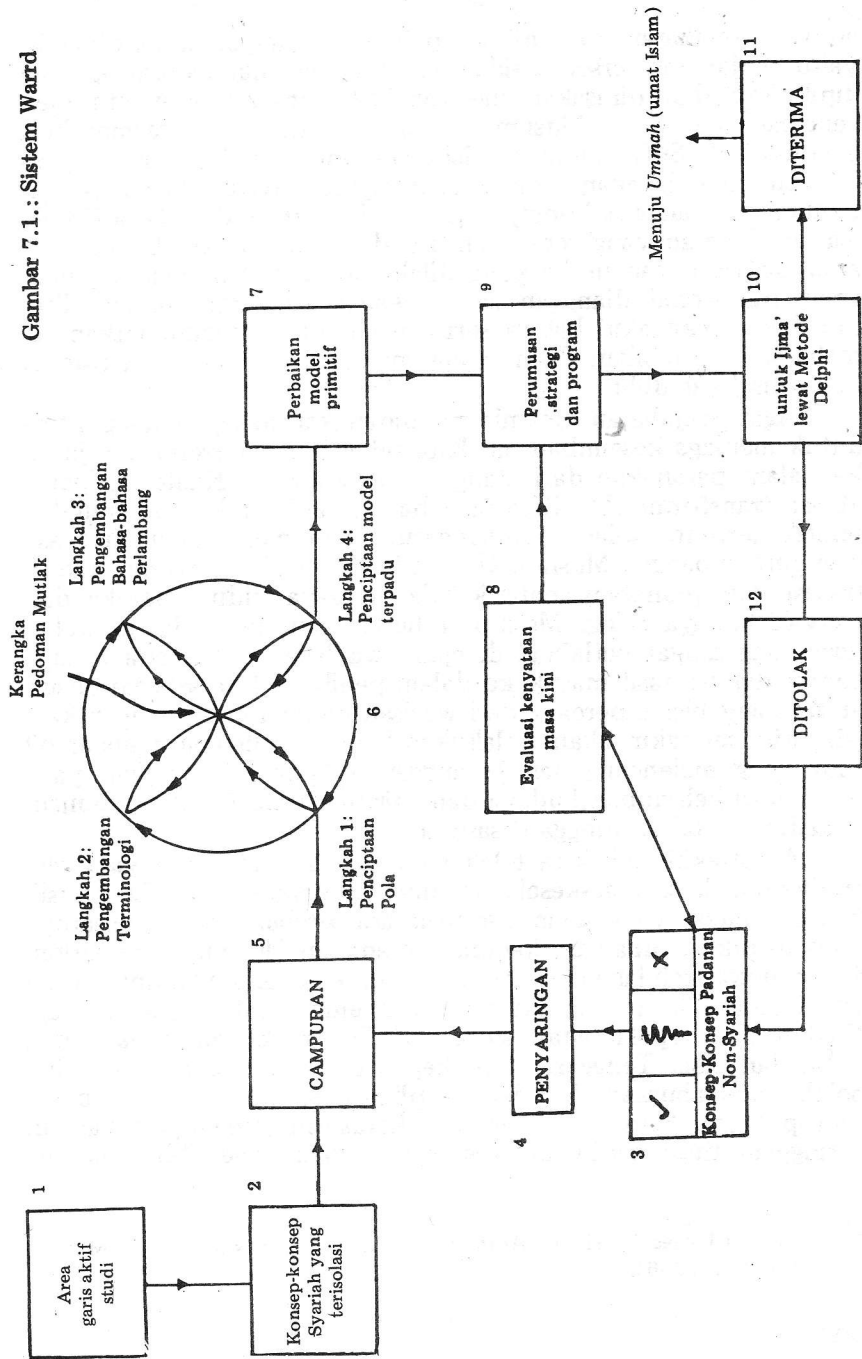 Gambar 7.1.: Sistem Warrd
1
Area
garis aktif
studi
2
Konsep-konsep
Syariah yang
terisolasi
3
Konsep-Konsep Padanan
Non-Syariah
4
PENYARINGAN
5
CAMPURAN
Langkah 1:
Penciptaan
Pola
Langkah 2:
Pengembangan
Terminologi
Kerangka
Pedoman Mutlak
Langkah 3:
Pengembangan
Bahasa-bahasa
Perlambang
Langkah 4:
Penciptaan model
terpadu
6
7
Perbaikan
model
primitif
8
Evaluasi kenyataan
masa kini
9
Perumusan
strategi
dan program
10
untuk Ijma'
lewat Metode
Delphi
11
DITERIMA
Menuju Ummah (umat Islam)
12
DITOLAK